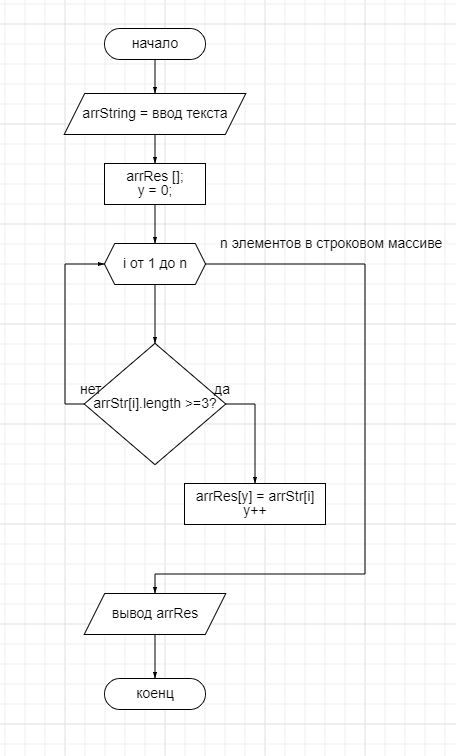 начало
arrString = ввод текста
arrRes [];
y = 0;
n элементов в строковом массиве
i от 1 до n
нет
да
arrStr[i].length >=3?
arrRes[y] = arrStr[i]
y++
вывод arrRes
коенц